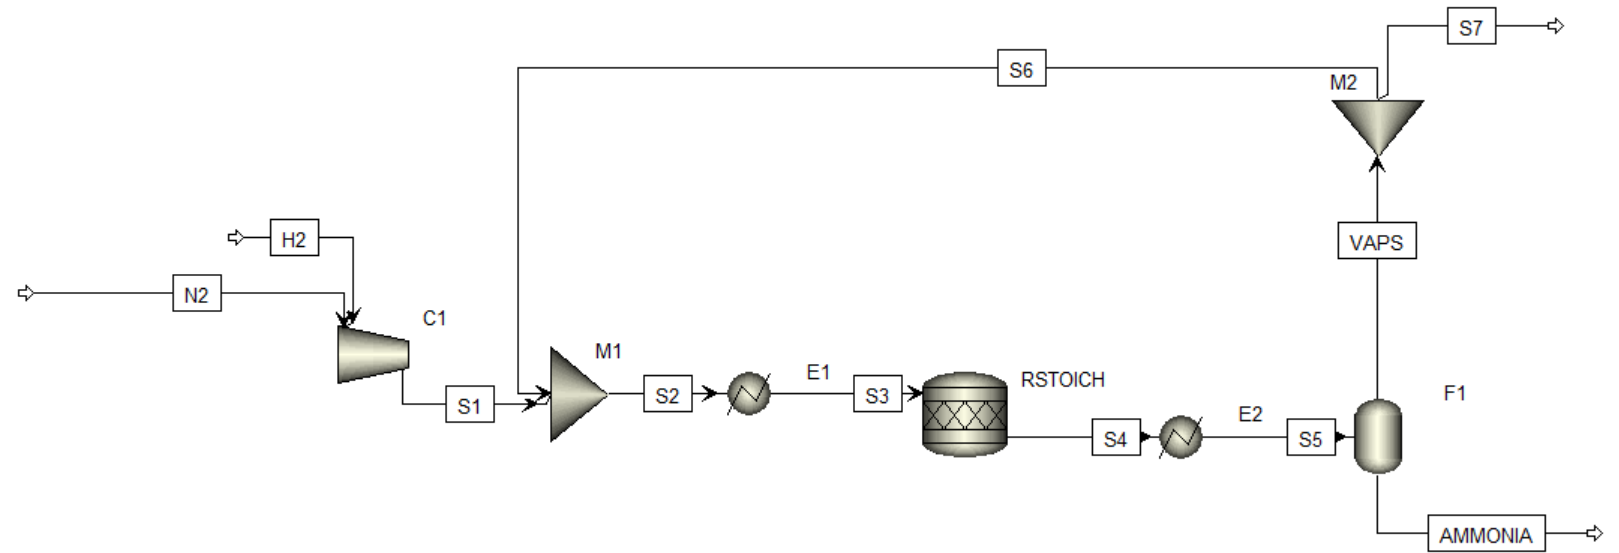 S7
S6
M2
H2
VAPS
N2
C1
M1
E1
S2
S3
RSTOICH
S1
F1
E2
S4
S5
AMMONIA